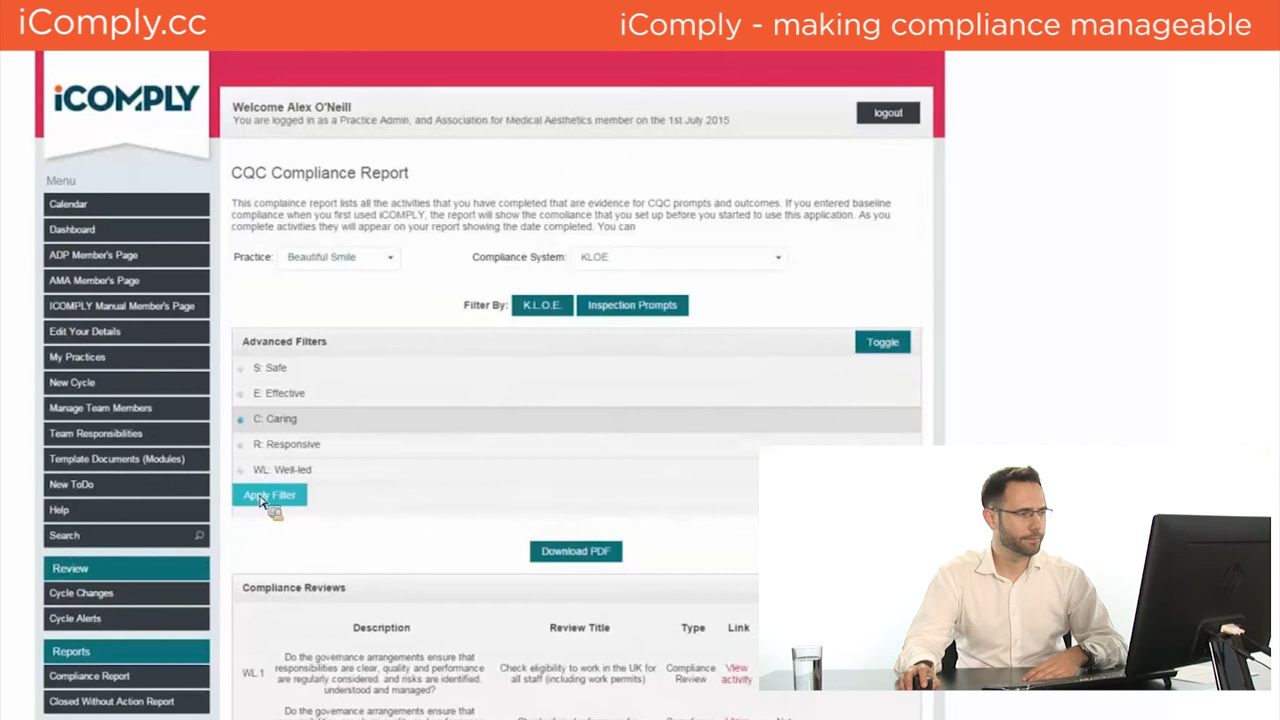 iComply.cc
iComply - making compliance manageable
iCOMPLY
Welcome Alex O'Neill
You are logged in as a Practice Admin, and Association for Medical Aesthetics member on the 1st July 2015
logout
Menu
Calendar
Dashboard
ADP Member's Page
AMA Member's Page
ICOMPLY Manual Member's Page
Edit Your Details
My Practices
New Cycle
Manage Team Members
Team Responsibilities
Template Documents (Modules)
New ToDo
Help
Search
Review
Cycle Changes
Cycle Alerts
Reports
Compliance Report
Closed Without Action Report
CQC Compliance Report
This complaince report lists all the activities that you have completed that are evidence for CQC prompts and outcomes. If you entered baseline
compliance when you first used iCOMPLY, the report will show the comoliance that you set up before you started to use this application. As you
complete activities they will appear on your report showing the date completed. You can
Practice: Beautiful Smile
Compliance System: KLOE
Filter By: K.L.O.E. Inspection Prompts
Advanced Filters
Toggle
S: Safe
E: Effective
C: Caring
R: Responsive
WL: Well-led
Apply Filter
Download PDF
Compliance Reviews
Description Review Title Type Link
WL.1
Do the governance arrangements ensure that
responsibilities are clear, quality and performance
are regularly considered. and risks are identified.
understood and managed?
Check eligibility to work in the UK for
all staff (including work permits)
Compliance
Review
View
activity
Do the governance arrangements ensure that